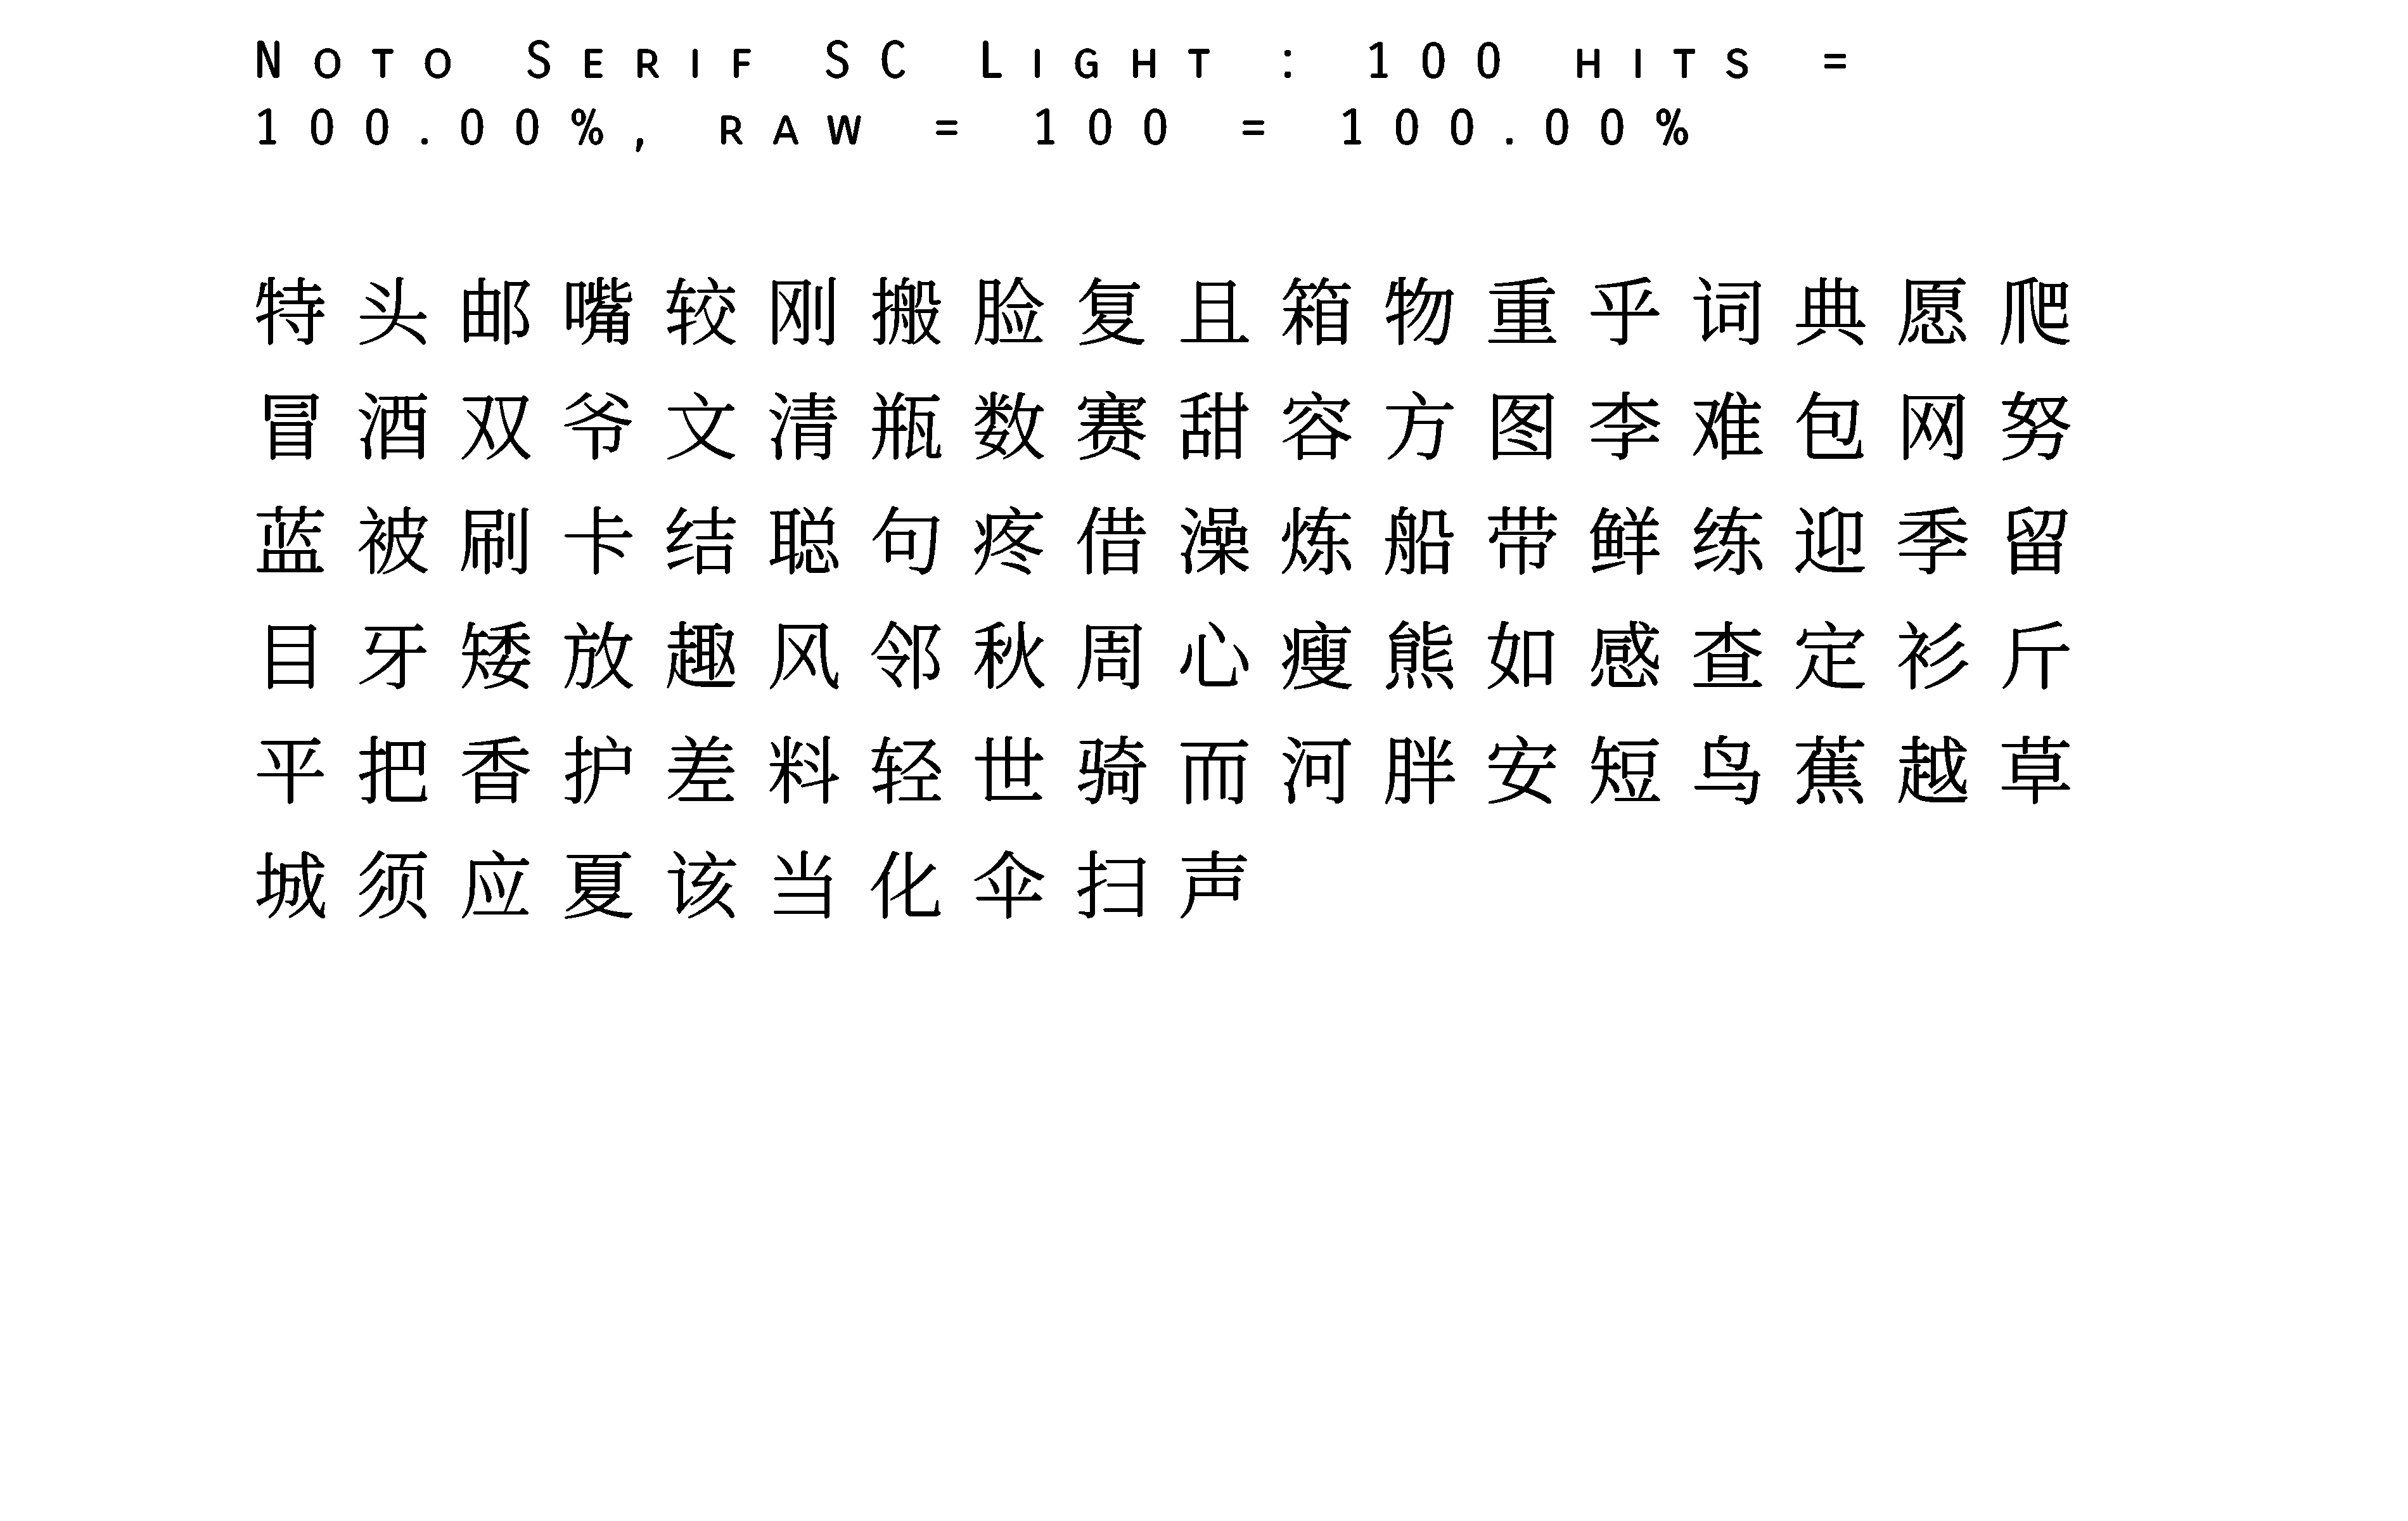 Noto Serif SC Light : 100 hits =
100.00%, raw = 100 = 100.00%
特头邮嘴较刚搬脸复且箱物重乎词典愿爬
冒酒双爷文清瓶数赛甜容方图李难包网努
蓝被刷卡结聪句疼借澡炼船带鲜练迎季留
目牙矮放趣风邻秋周心瘦熊如感查定衫斤
平把香护差料轻世骑而河胖安短鸟蕉越草
城须应夏该当化伞扫声